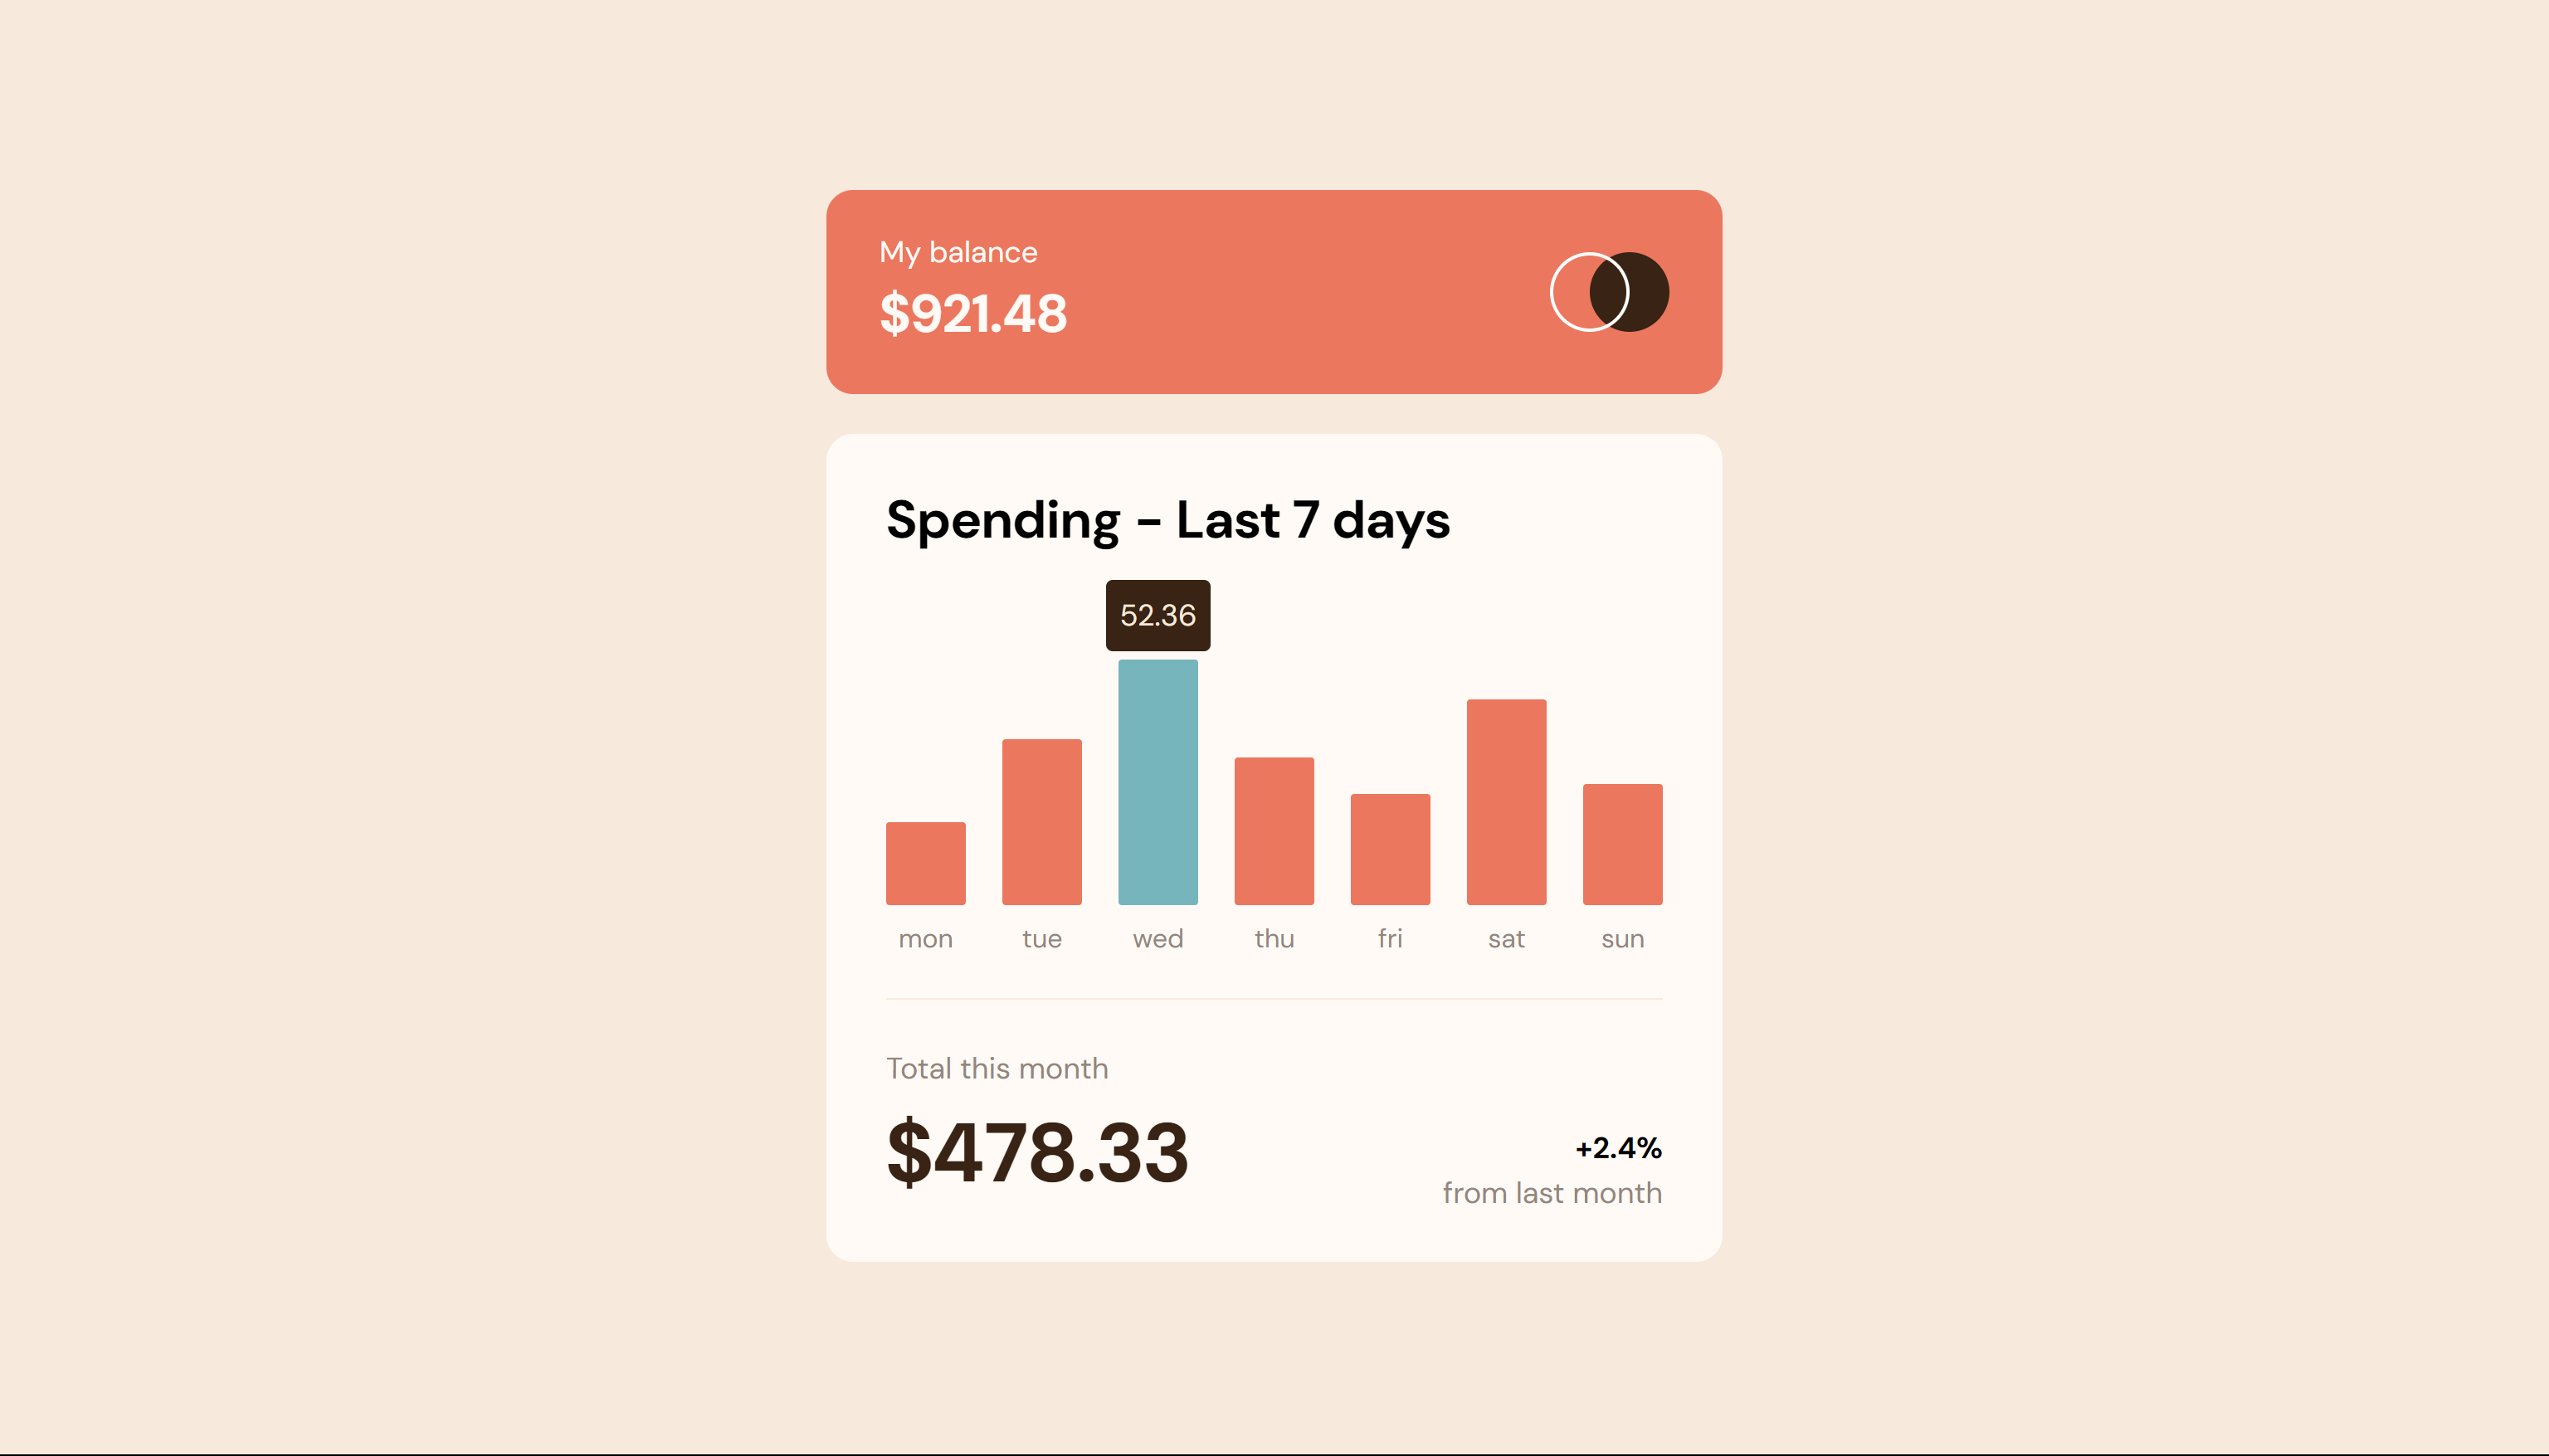 My balance
$921.48
Spending - Last 7 days
52.36
mon tue wed thu fri sat sun
Total this month
$478.33
+2.4%
from last month